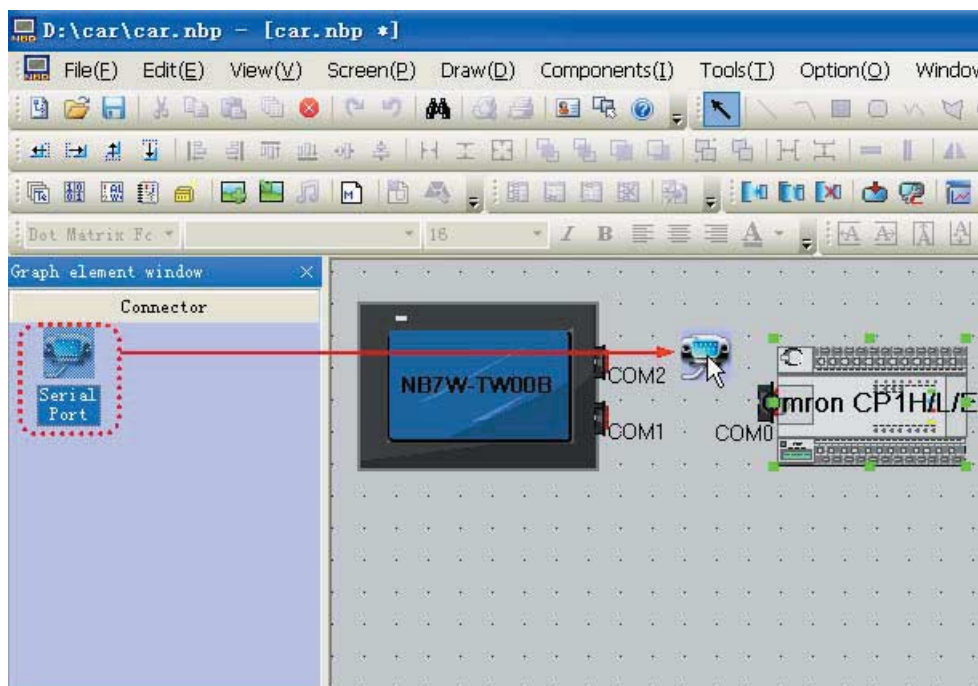 D:\car\car.nbp - [car.nbp *]
File(F) Edit(E) View(V) Screen(P) Draw(D) Components(I) Tools(T) Option(O) Window
Dot Matrix Fc 16 I B A
Graph element window
Connector
Serial Port
NB7W-TW00B
COM2
COM1
COM0
Omron CP1H/L/E